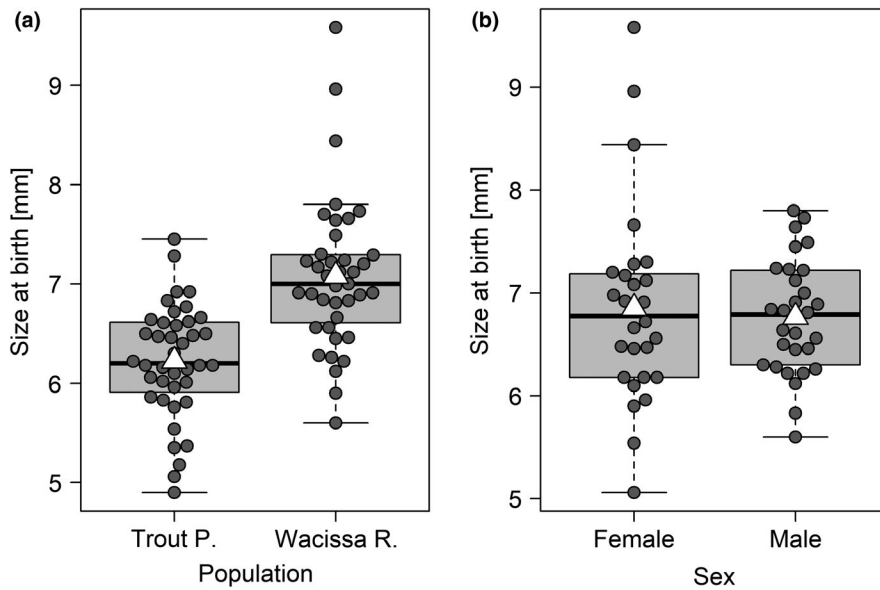 (a)
Size at birth [mm]
9
8
7
6
5
Trout P. Wacissa R.
Population
(b)
Size at birth [mm]
9
8
7
6
5
Female Male
Sex